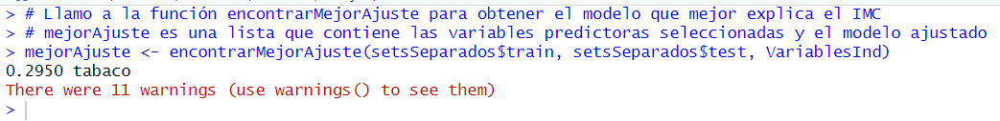 > # Llamo a la función encontrarMejorAjuste para obtener el modelo que mejor explica el IMC
> # mejorAjuste es una lista que contiene las variables predictoras seleccionadas y el modelo ajustado
> mejorAjuste <- encontrarMejorAjuste(setsSeparados$train, setsSeparados$test, VariablesInd)
0.2950 tabaco
There were 11 warnings (use warnings() to see them)
>